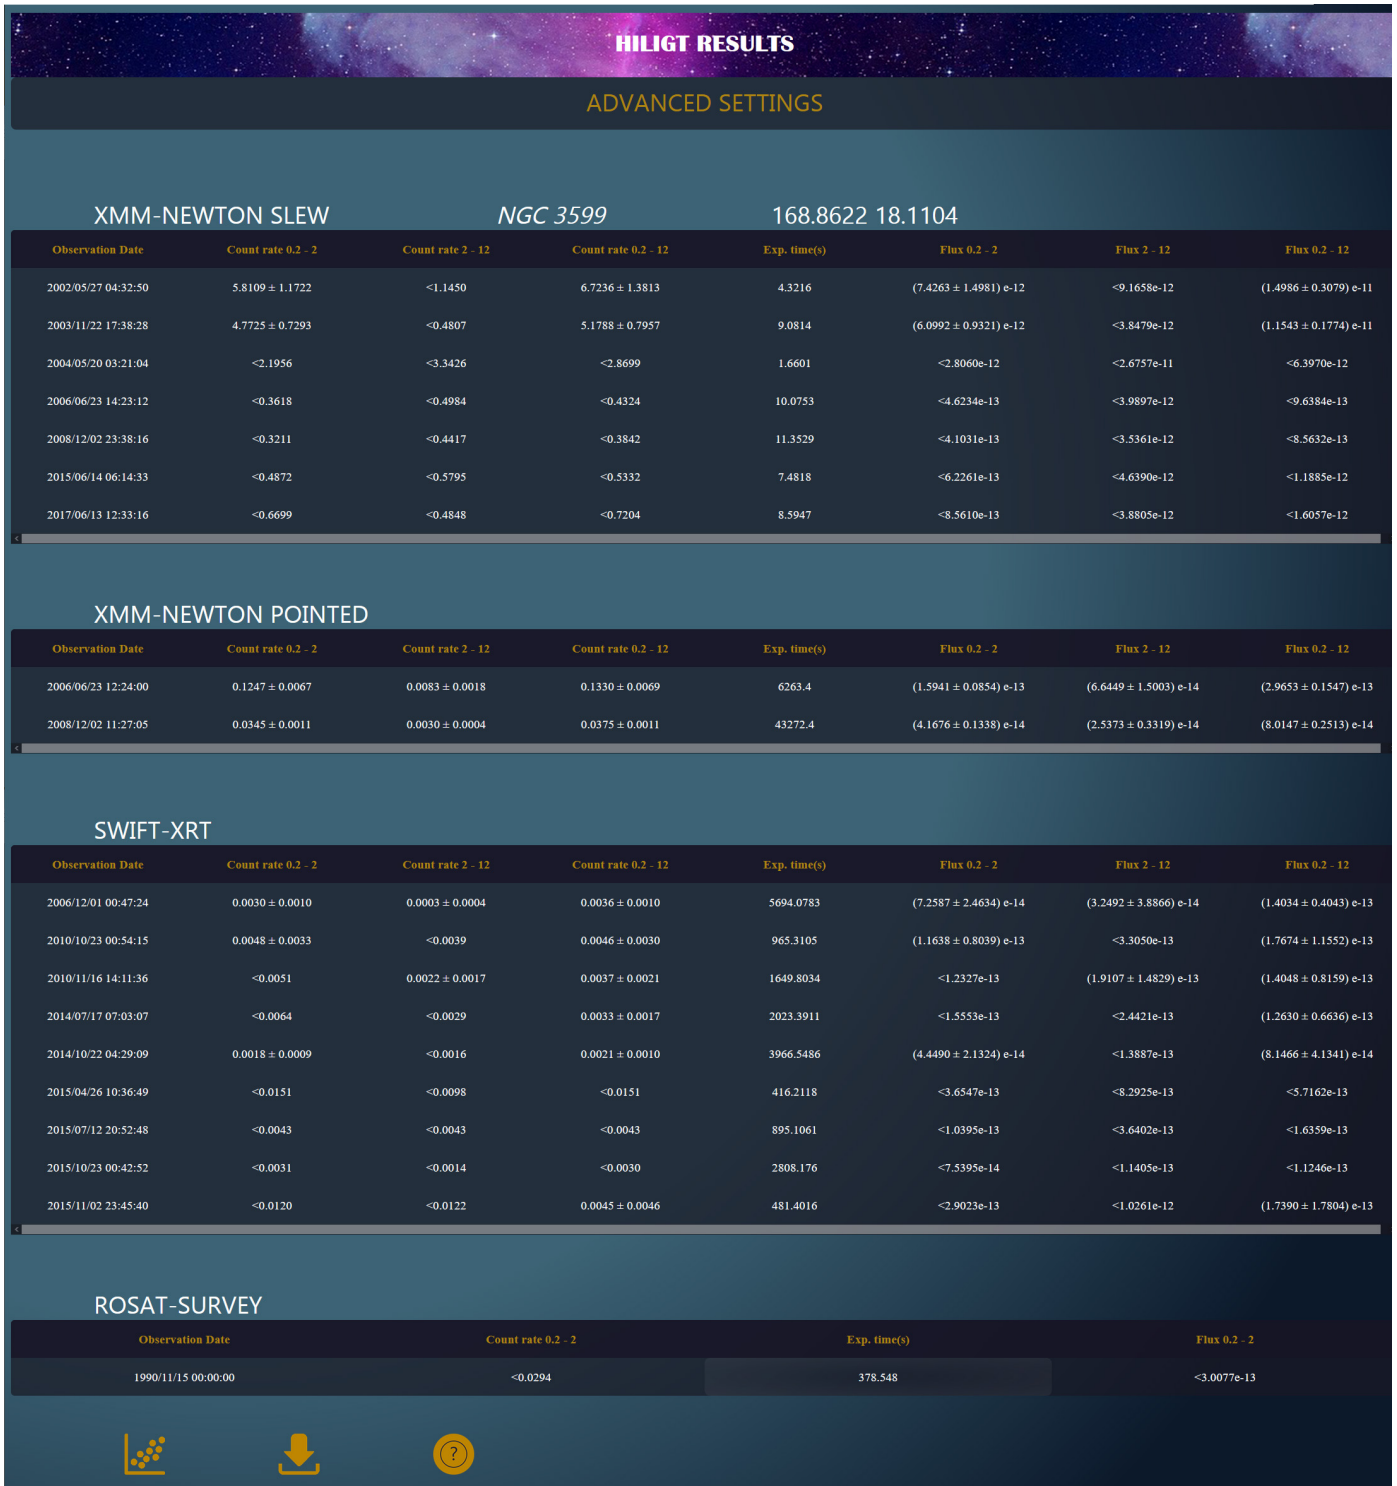 HILIGT RESULTS
ADVANCED SETTINGS
XMM-NEWTON SLEW NGC 3599 168.8622 18.1104
Observation Date Count rate 0.2 - 2 Count rate 2 - 12 Count rate 0.2 - 12 Exp. time(s) Flux 0.2 - 2 Flux 2 - 12 Flux 0.2 - 12
2002/05/27 04:32:50 5.8109 ± 1.1722 <1.1450 6.7236 ± 1.3813 4.3216 (7.4263 ± 1.4981) e-12 <9.1658e-12 (1.4986 ± 0.3079) e-11
2003/11/22 17:38:28 4.7725 ± 0.7293 <0.4807 5.1788 ± 0.7957 9.0814 (6.0992 ± 0.9321) e-12 <3.8479e-12 (1.1543 ± 0.1774) e-11
2004/05/20 03:21:04 <2.1956 <3.3426 <2.8699 1.6601 <2.8060e-12 <2.6757e-11 <6.3970e-12
2006/06/23 14:23:12 <0.3618 <0.4984 <0.4324 10.0753 <4.6234e-13 <3.9897e-12 <9.6384e-13
2008/12/02 23:38:16 <0.3211 <0.4417 <0.3842 11.3529 <4.1031e-13 <3.5361e-12 <8.5632e-13
2015/06/14 06:14:33 <0.4872 <0.5795 <0.5332 7.4818 <6.2261e-13 <4.6390e-12 <1.1885e-12
2017/06/13 12:33:16 <0.6699 <0.4848 <0.7204 8.5947 <8.5610e-13 <3.8805e-12 <1.6057e-12
XMM-NEWTON POINTED
Observation Date Count rate 0.2 - 2 Count rate 2 - 12 Count rate 0.2 - 12 Exp. time(s) Flux 0.2 - 2 Flux 2 - 12 Flux 0.2 - 12
2006/06/23 12:24:00 0.1247 ± 0.0067 0.0083 ± 0.0018 0.1330 ± 0.0069 6263.4 (1.5941 ± 0.0854) e-13 (6.6449 ± 1.5003) e-14 (2.9653 ± 0.1547) e-13
2008/12/02 11:27:05 0.0345 ± 0.0011 0.0030 ± 0.0004 0.0375 ± 0.0011 43272.4 (4.1676 ± 0.1338) e-14 (2.5373 ± 0.3319) e-14 (8.0147 ± 0.2513) e-14
SWIFT-XRT
Observation Date Count rate 0.2 - 2 Count rate 2 - 12 Count rate 0.2 - 12 Exp. time(s) Flux 0.2 - 2 Flux 2 - 12 Flux 0.2 - 12
2006/12/01 00:47:24 0.0030 ± 0.0010 0.0003 ± 0.0004 0.0036 ± 0.0010 5694.0783 (7.2587 ± 2.4634) e-14 (3.2492 ± 3.8866) e-14 (1.4034 ± 0.4043) e-13
2010/10/23 00:54:15 0.0048 ± 0.0033 <0.0039 0.0046 ± 0.0030 965.3105 (1.1638 ± 0.8039) e-13 <3.3050e-13 (1.7674 ± 1.1552) e-13
2010/11/16 14:11:36 <0.0051 0.0022 ± 0.0017 0.0037 ± 0.0021 1649.8034 <1.2327e-13 (1.9107 ± 1.4829) e-13 (1.4048 ± 0.8159) e-13
2014/07/17 07:03:07 <0.0064 <0.0029 0.0033 ± 0.0017 2023.3911 <1.5553e-13 <2.4421e-13 (1.2630 ± 0.6636) e-13
2014/10/22 04:29:09 0.0018 ± 0.0009 <0.0016 0.0021 ± 0.0010 3966.5486 (4.4490 ± 2.1324) e-14 <1.3887e-13 (8.1466 ± 4.1341) e-14
2015/04/26 10:36:49 <0.0151 <0.0098 <0.0151 416.2118 <3.6547e-13 <8.2925e-13 <5.7162e-13
2015/07/12 20:52:48 <0.0043 <0.0043 <0.0043 895.1061 <1.0395e-13 <3.6402e-13 <1.6359e-13
2015/10/23 00:42:52 <0.0031 <0.0014 <0.0030 2808.176 <7.5395e-14 <1.1405e-13 <1.1246e-13
2015/11/02 23:45:40 <0.0120 <0.0122 0.0045 ± 0.0046 481.4016 <2.9023e-13 <1.0261e-12 (1.7390 ± 1.7804) e-13
ROSAT-SURVEY
Observation Date Count rate 0.2 - 2 Exp. time(s) Flux 0.2 - 2
1990/11/15 00:00:00 <0.0294 378.548 <3.0077e-13
?